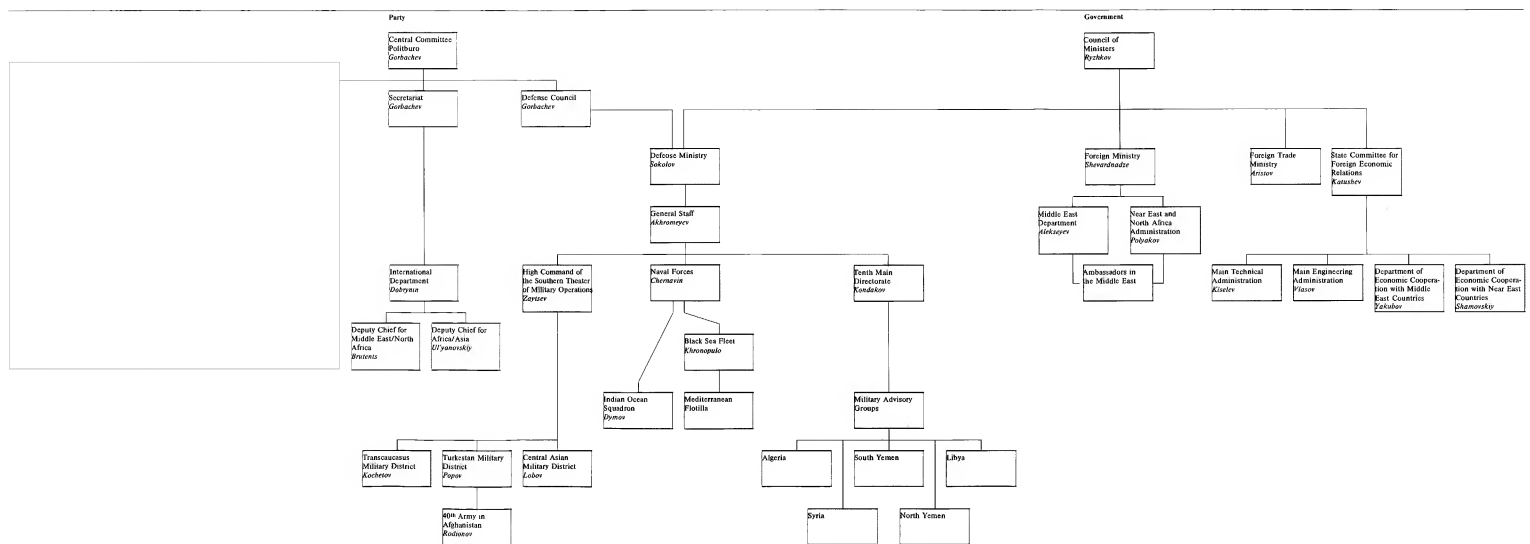 Party
Government
Central Committee
Politburo
Gorbachev
Council of
Ministers
Ryzhkov
Secretariat
Gorbachev
Defense Council
Gorbachev
Defense Ministry
Sokolov
Foreign Ministry
Shevardnadze
Foreign Trade
Ministry
Aristov
State Committee for
Foreign Economic
Relations
Katushev
General Staff
Akhromeyev
Middle East
Department
Alekseyev
Near East and
North Africa
Administration
Polyakov
International
Department
Dobrynin
High Command of
the Southern Theater
of Military Operations
Zaytsev
Naval Forces
Chernavin
Tenth Main
Directorate
Kondakov
Ambassadors in
the Middle East
Main Technical
Administration
Kiselev
Main Engineering
Administration
Vlasov
Department of
Economic Coopera-
tion with Middle
East Countries
Yakubov
Department of
Economic Coopera-
tion with Near East
Countries
Shamovskiy
Deputy Chief for
Middle East/North
Africa
Brutents
Deputy Chief for
Africa/Asia
Ul'yanovskiy
Black Sea Fleet
Khronopulo
Indian Ocean
Squadron
Dymov
Mediterranean
Flotilla
Military Advisory
Groups
Transcaucasus
Military District
Kochetov
Turkestan Military
District
Popov
Central Asian
Military District
Lobov
Algeria
South Yemen
Libya
40th Army in
Afghanistan
Rodionov
Syria
North Yemen